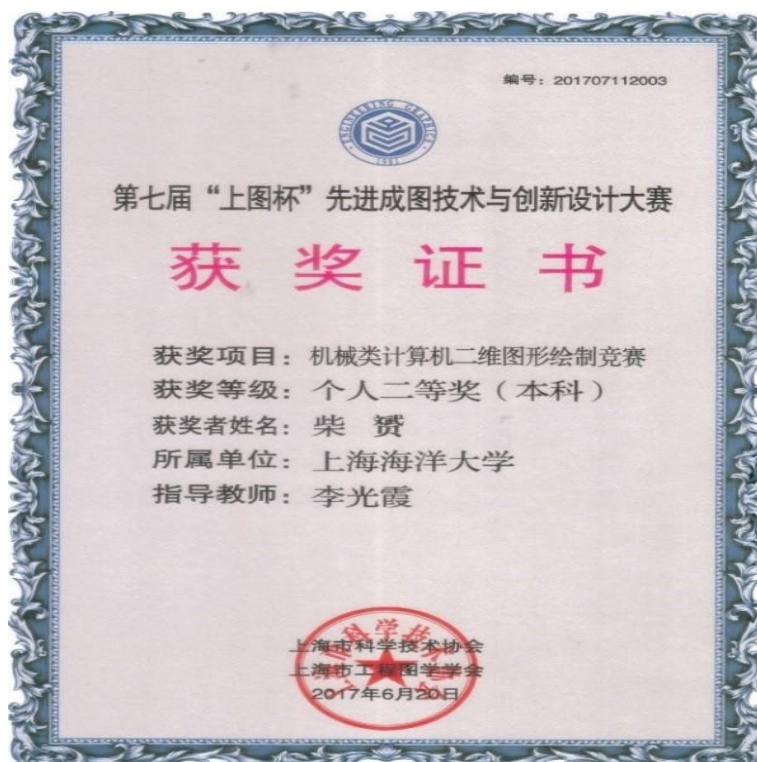 编号：201707112003
ENGINEERING GRAPHICS
1981
第七届“上图杯”先进成图技术与创新设计大赛
获奖证书
获奖项目：机械类计算机二维图形绘制竞赛
获奖等级：个人二等奖（本科）
获奖者姓名：柴 赟
所属单位：上海海洋大学
指导教师：李光霞
上海市科学技术协会
上海市工程图学学会
2017年6月20日